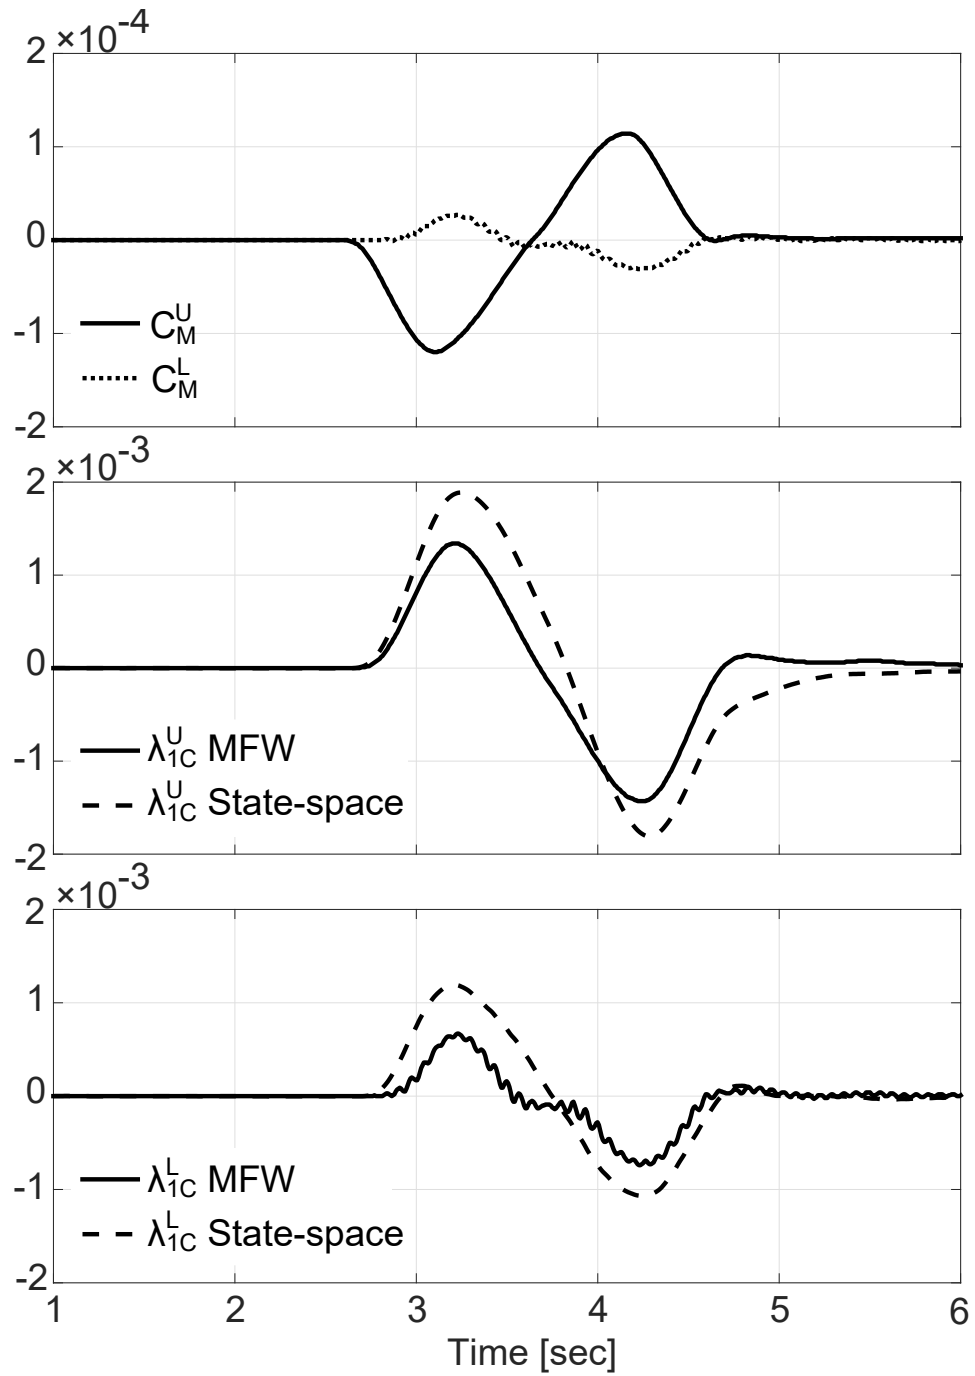 ×10⁻⁴
2
1
0
-1
-2
C_M^U
C_M^L
×10⁻³
2
1
0
-1
-2
λ_1C^U MFW
λ_1C^U State-space
×10⁻³
2
1
0
-1
-2
λ_1C^L MFW
λ_1C^L State-space
1 2 3 4 5 6
Time [sec]